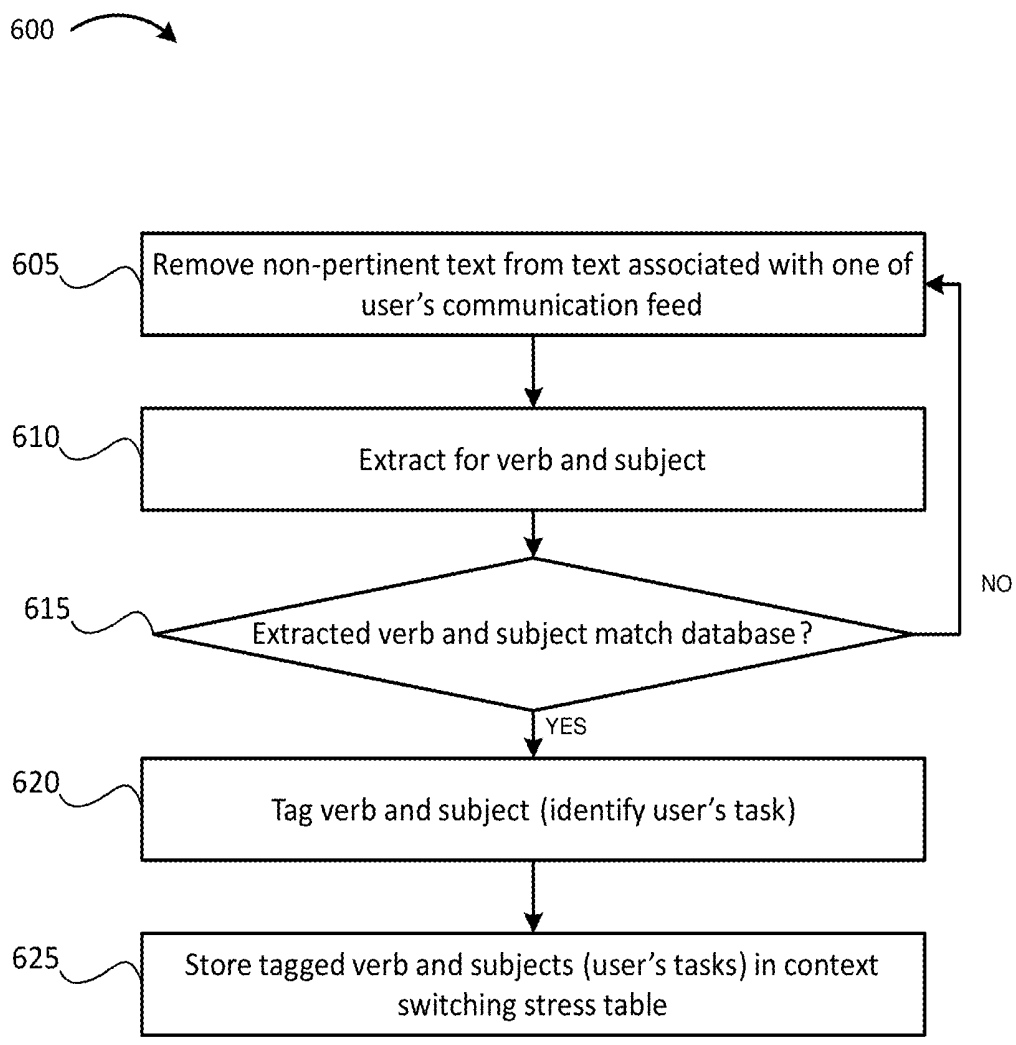 600
605
Remove non-pertinent text from text associated with one of
user's communication feed
610
Extract for verb and subject
615
Extracted verb and subject match database?
NO
YES
620
Tag verb and subject (identify user's task)
625
Store tagged verb and subjects (user's tasks) in context
switching stress table